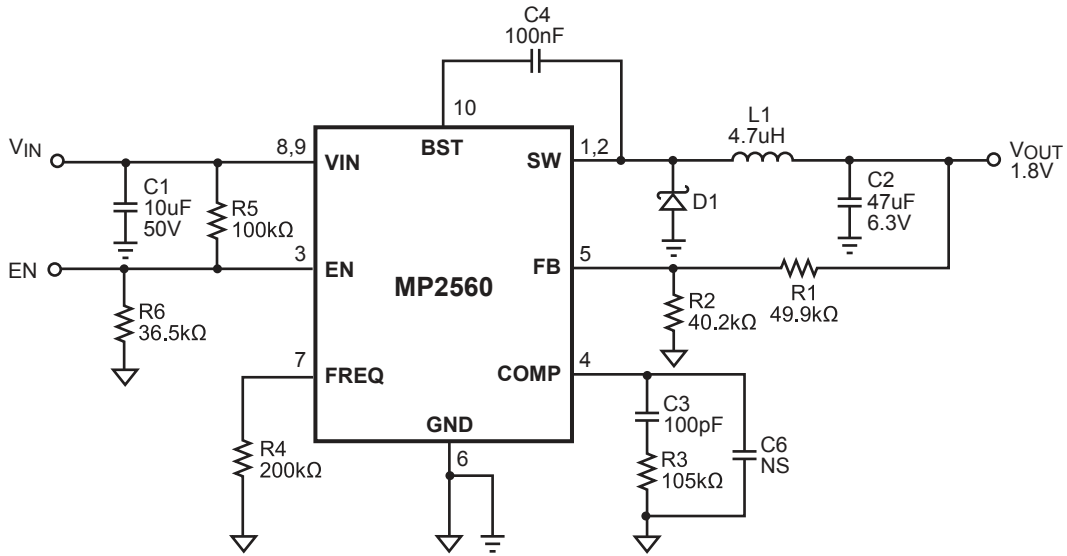 C4
100nF
10
BST
V_IN
8,9
VIN
SW
1,2
L1
4.7uH
VOUT
1.8V
C1
10uF
50V
R5
100kΩ
D1
C2
47uF
6.3V
EN
3
EN
MP2560
FB
5
R1
49.9kΩ
R6
36.5kΩ
R2
40.2kΩ
7
FREQ
COMP
4
R4
200kΩ
GND
6
C3
100pF
R3
105kΩ
C6
NS